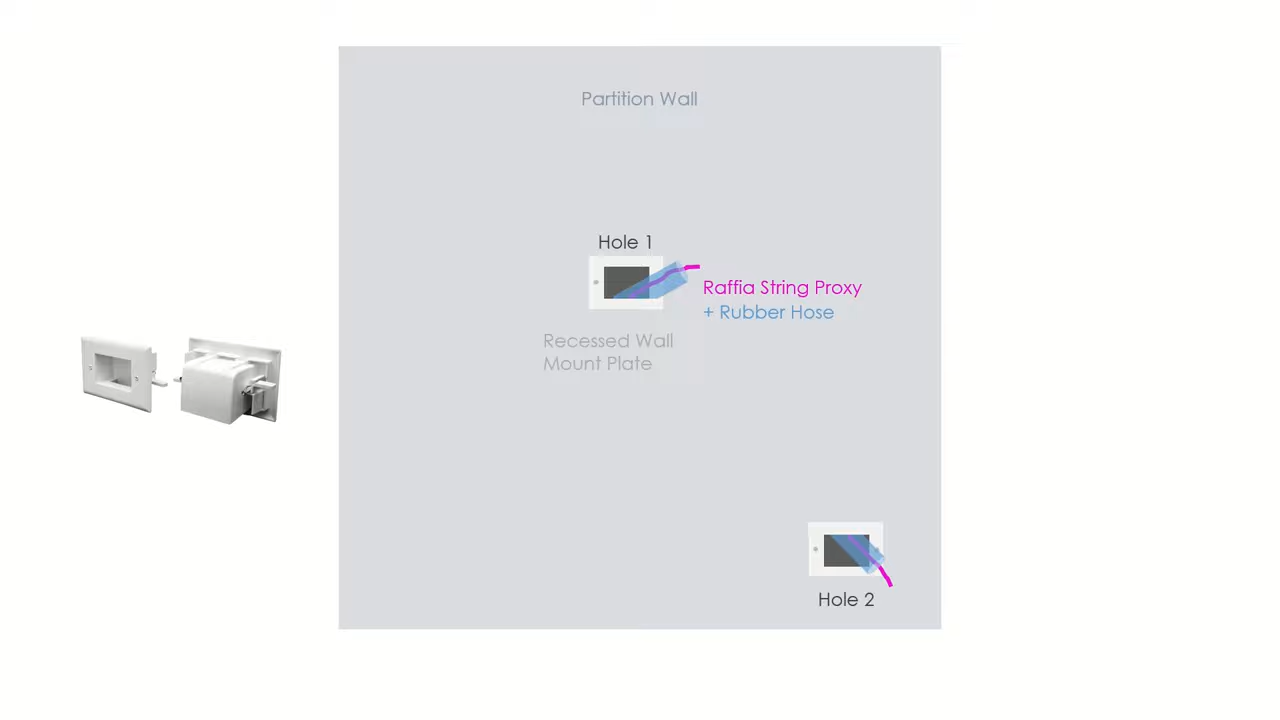 Partition Wall
Hole 1
Raffia String Proxy
+ Rubber Hose
Recessed Wall
Mount Plate
Hole 2